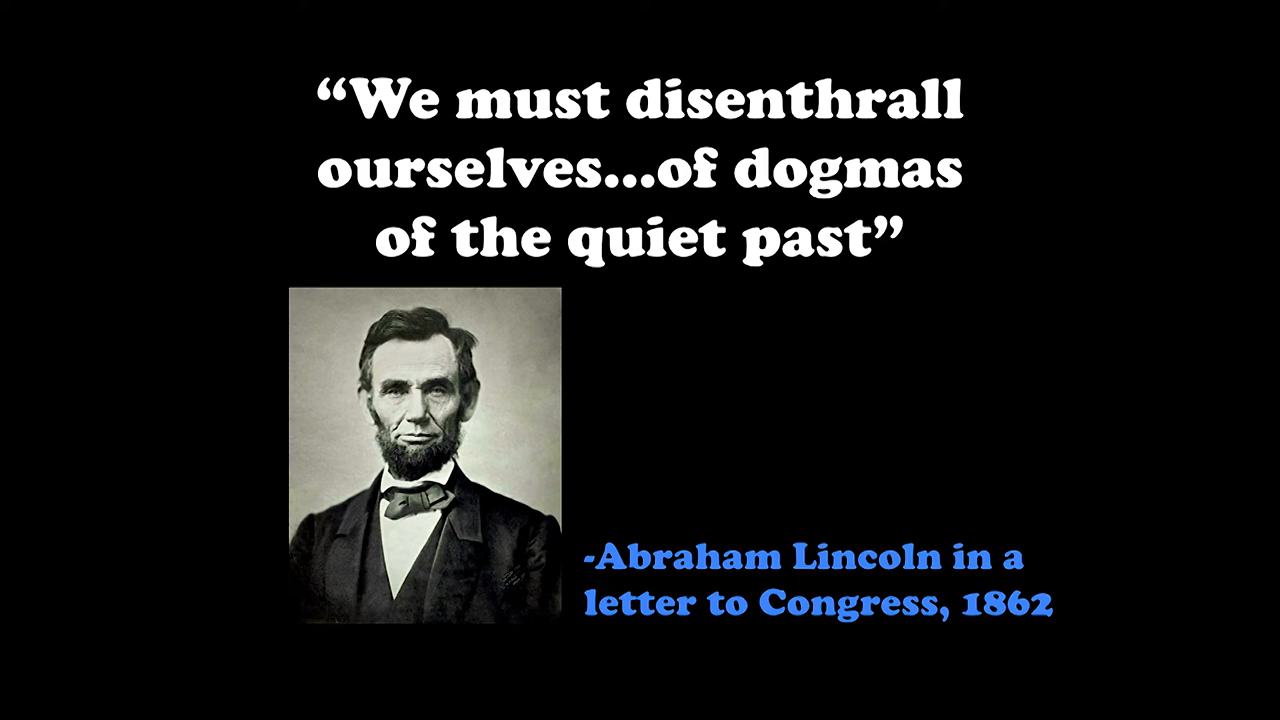 “We must disenthrall
ourselves...of dogmas
of the quiet past”
-Abraham Lincoln in a
letter to Congress, 1862